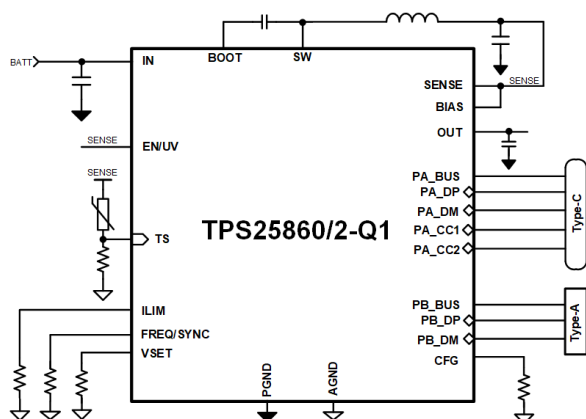 BOOT
SW
BATT
IN
SENSE
SENSE
BIAS
OUT
SENSE
EN/UV
SENSE
PA_BUS
PA_DP
PA_DM
PA_CC1
PA_CC2
Type-C
TS
TPS25860/2-Q1
ILIM
FREQ/SYNC
VSET
PB_BUS
PB_DP
PB_DM
Type-A
CFG
PGND
AGND